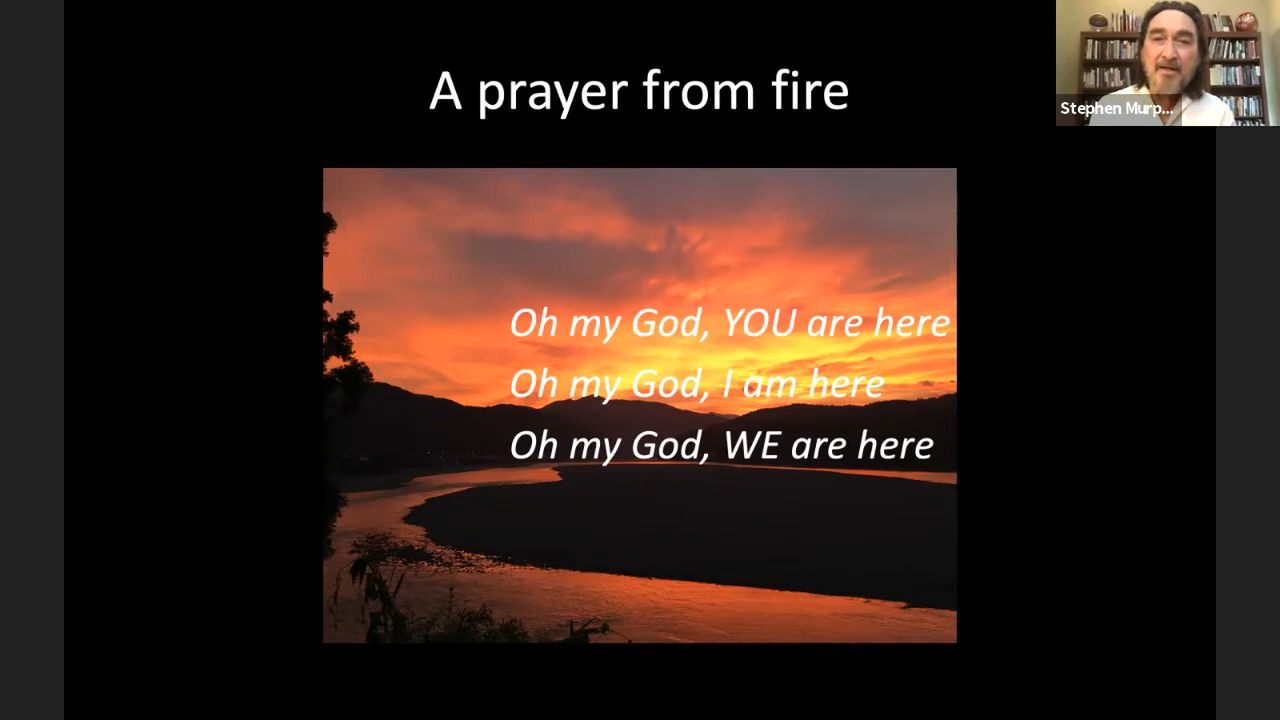 A prayer from fire
Stephen Murp...
Oh my God, YOU are here
Oh my God, I am here
Oh my God, WE are here